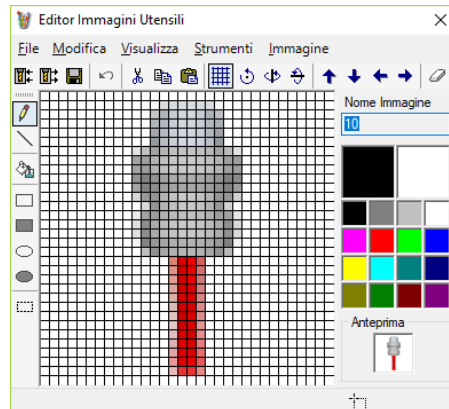 Editor Immagini Utensili
File Modifica Visualizza Strumenti Immagine
Nome Immagine
10
Anteprima